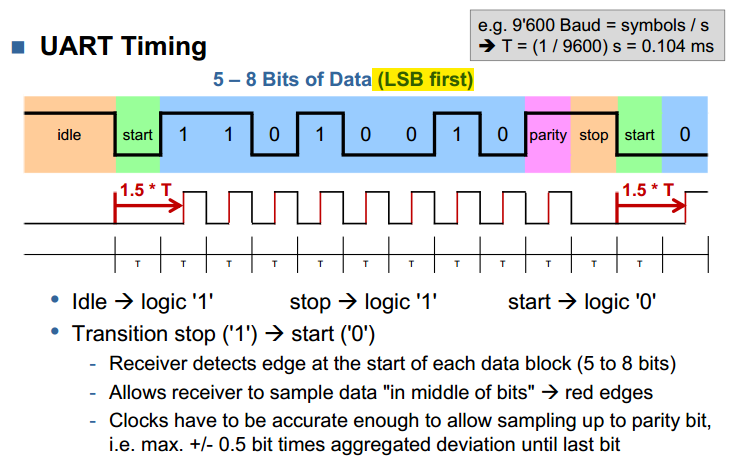 e.g. 9'600 Baud = symbols / s
→ T = (1 / 9600) s = 0.104 ms
■ UART Timing
5 – 8 Bits of Data (LSB first)
idle start 1 1 0 1 0 0 1 0 parity stop start 0
1.5 * T 1.5 * T
T T T T T T T T T T T T
• Idle → logic '1' stop → logic '1' start → logic '0'
• Transition stop ('1') → start ('0')
- Receiver detects edge at the start of each data block (5 to 8 bits)
- Allows receiver to sample data "in middle of bits" → red edges
- Clocks have to be accurate enough to allow sampling up to parity bit,
i.e. max. +/- 0.5 bit times aggregated deviation until last bit